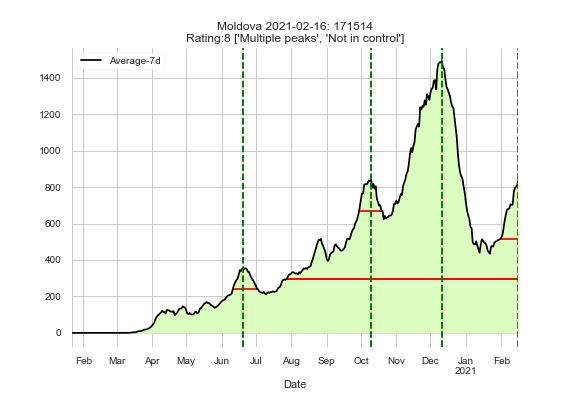 Moldova 2021-02-16: 171514
Rating:8 ['Multiple peaks', 'Not in control']
Average-7d
1400
1200
1000
800
600
400
200
0
Feb Mar Apr May Jun Jul Aug Sep Oct Nov Dec Jan Feb
2021
Date